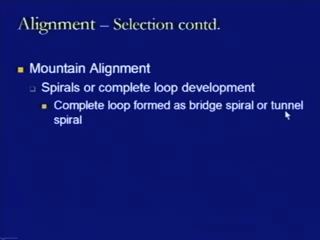 Alignment – Selection contd.
Mountain Alignment
Spirals or complete loop development
Complete loop formed as bridge spiral or tunnel
spiral